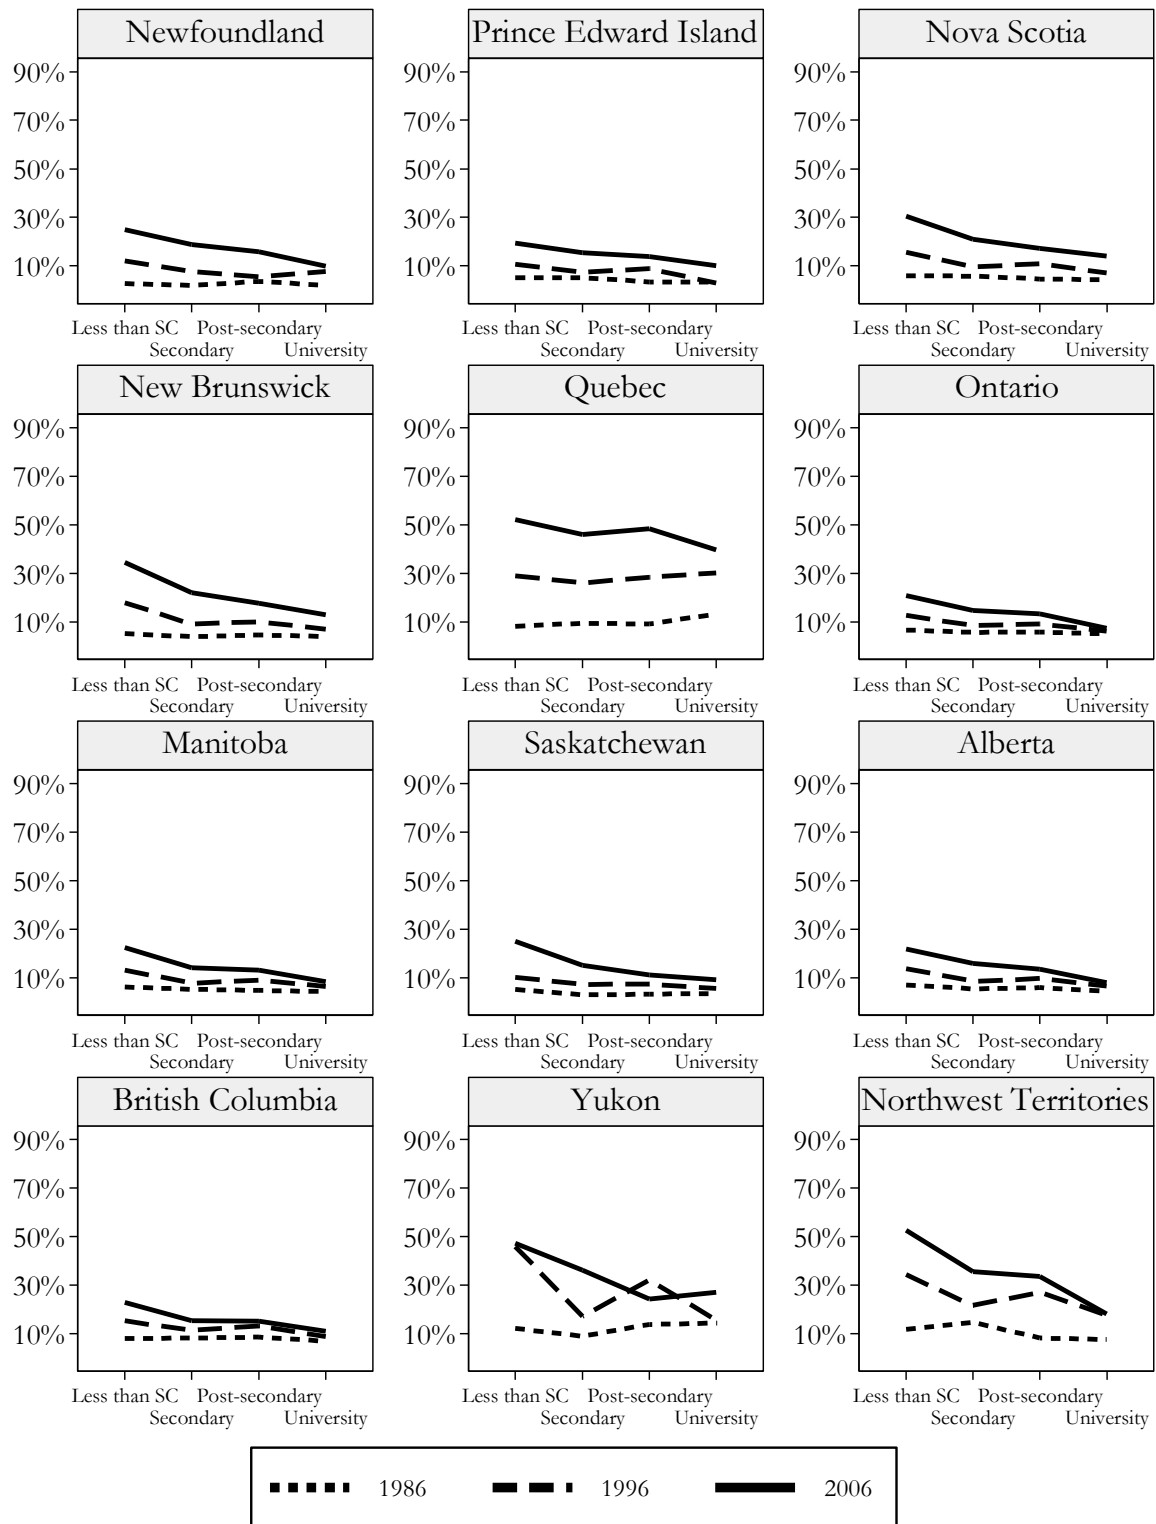 Newfoundland Prince Edward Island Nova Scotia
90% 90% 90%
70% 70% 70%
50% 50% 50%
30% 30% 30%
10% 10% 10%
Less than SC Post-secondary Less than SC Post-secondary Less than SC Post-secondary
Secondary University Secondary University Secondary University
New Brunswick Quebec Ontario
90% 90% 90%
70% 70% 70%
50% 50% 50%
30% 30% 30%
10% 10% 10%
Less than SC Post-secondary Less than SC Post-secondary Less than SC Post-secondary
Secondary University Secondary University Secondary University
Manitoba Saskatchewan Alberta
90% 90% 90%
70% 70% 70%
50% 50% 50%
30% 30% 30%
10% 10% 10%
Less than SC Post-secondary Less than SC Post-secondary Less than SC Post-secondary
Secondary University Secondary University Secondary University
British Columbia Yukon Northwest Territories
90% 90% 90%
70% 70% 70%
50% 50% 50%
30% 30% 30%
10% 10% 10%
Less than SC Post-secondary Less than SC Post-secondary Less than SC Post-secondary
Secondary University Secondary University Secondary University
1986 1996 2006